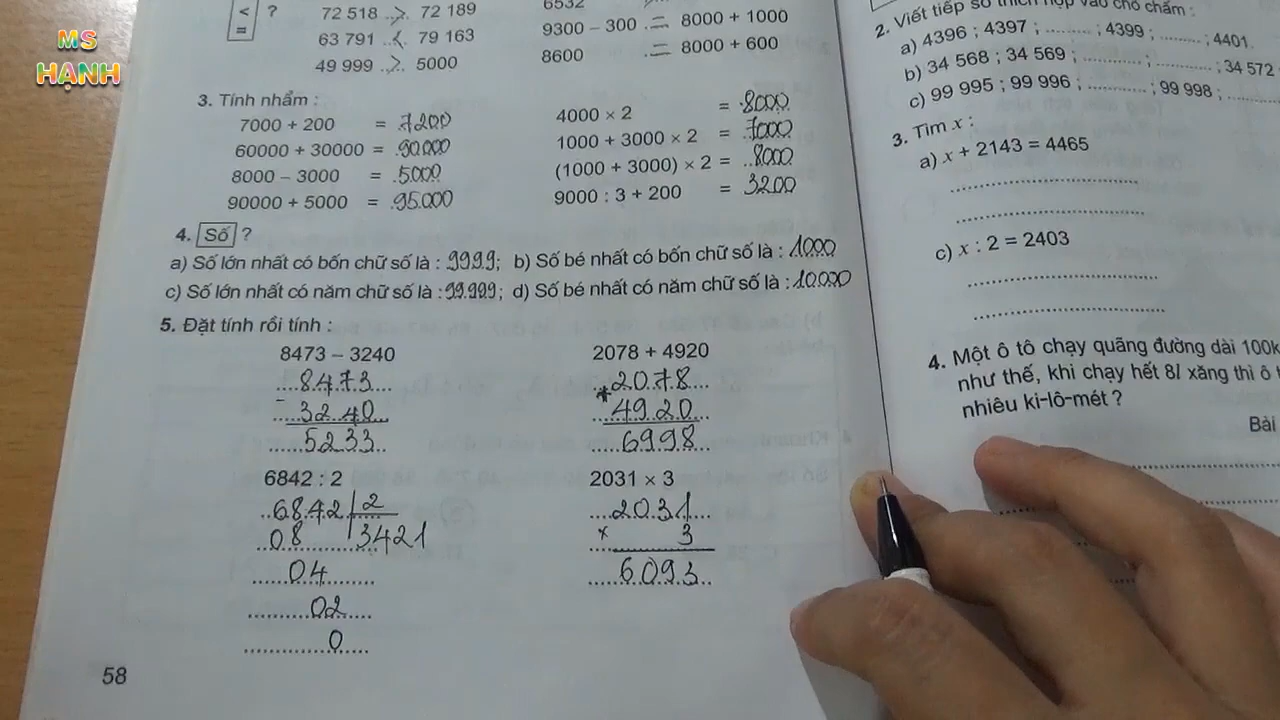 MS
HẠNH
<
=
?
72 518 ..>.. 72 189
63 791 ..<.. 79 163
49 999 ..>.. 5000
6532
9300 – 300 .=.. 8000 + 1000
8600 .=.. 8000 + 600
3. Tính nhẩm :
7000 + 200 = .7200
60000 + 30000 = .90000
8000 – 3000 = .5000
90000 + 5000 = .95.000
4000 × 2 = .8000
1000 + 3000 × 2 = .7000
(1000 + 3000) × 2 = ..8000
9000 : 3 + 200 = .3200
4. Số ?
a) Số lớn nhất có bốn chữ số là : 9999; b) Số bé nhất có bốn chữ số là : 1000
c) Số lớn nhất có năm chữ số là : 99.999; d) Số bé nhất có năm chữ số là : 10.000
5. Đặt tính rồi tính :
8473 – 3240
8473
-
3240
5233
2078 + 4920
2078
+
4920
6998
6842 : 2
6842 2
08 3421
04
02
0
2031 × 3
2031
× 3
6093
58
2. Viết tiếp số thích hợp vào chỗ chấm :
a) 4396 ; 4397 ; ......... ; 4399 ; ......... ; 4401
b) 34 568 ; 34 569 ; ............ ; ............ ; 34 572
c) 99 995 ; 99 996 ; ............ ; 99 998 ; .........
3. Tìm x :
a) x + 2143 = 4465
c) x : 2 = 2403
4. Một ô tô chạy quãng đường dài 100k
như thế, khi chạy hết 8l xăng thì ô t
nhiêu ki-lô-mét ?
Bài